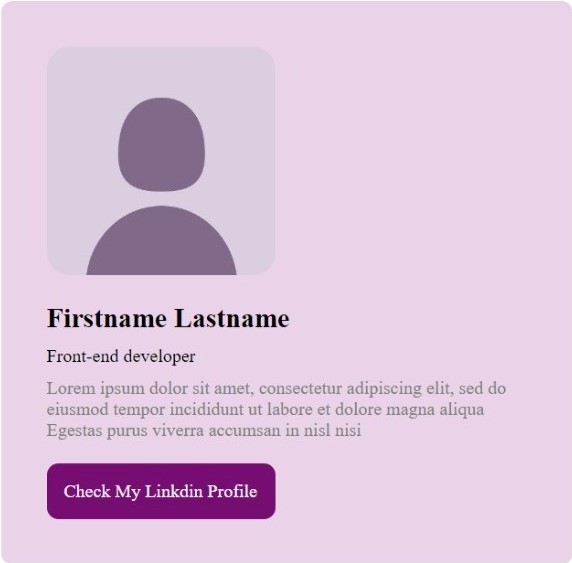 Firstname Lastname
Front-end developer
Lorem ipsum dolor sit amet, consectetur adipiscing elit, sed do
eiusmod tempor incididunt ut labore et dolore magna aliqua
Egestas purus viverra accumsan in nisl nisi
Check My Linkdin Profile